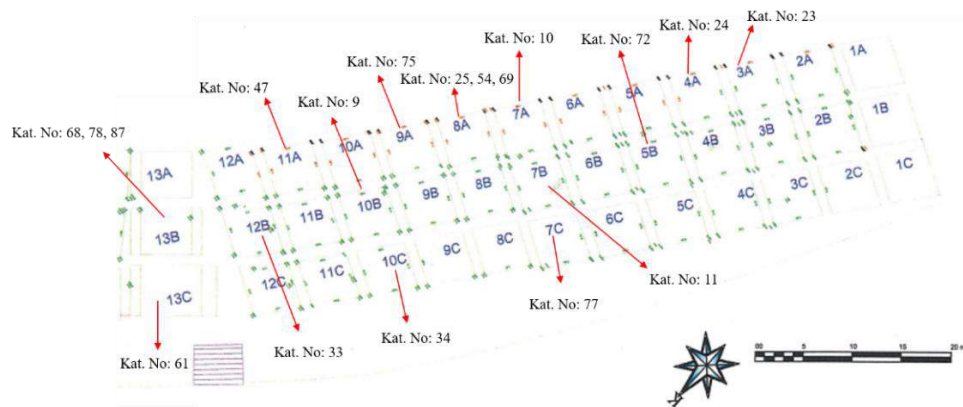 Kat. No: 10
Kat. No: 72
Kat. No: 24
Kat. No: 23
Kat. No: 75
Kat. No: 25, 54, 69
Kat. No: 47
Kat. No: 9
Kat. No: 68, 78, 87
13A 12A 11A 10A 9A 8A 7A 6A 5A 4A 3A 2A 1A
13B 12B 11B 10B 9B 8B 7B 6B 5B 4B 3B 2B 1B
13C 12C 11C 10C 9C 8C 7C 6C 5C 4C 3C 2C 1C
Kat. No: 11
Kat. No: 77
Kat. No: 34
Kat. No: 33
Kat. No: 61
00 5 10 20 m